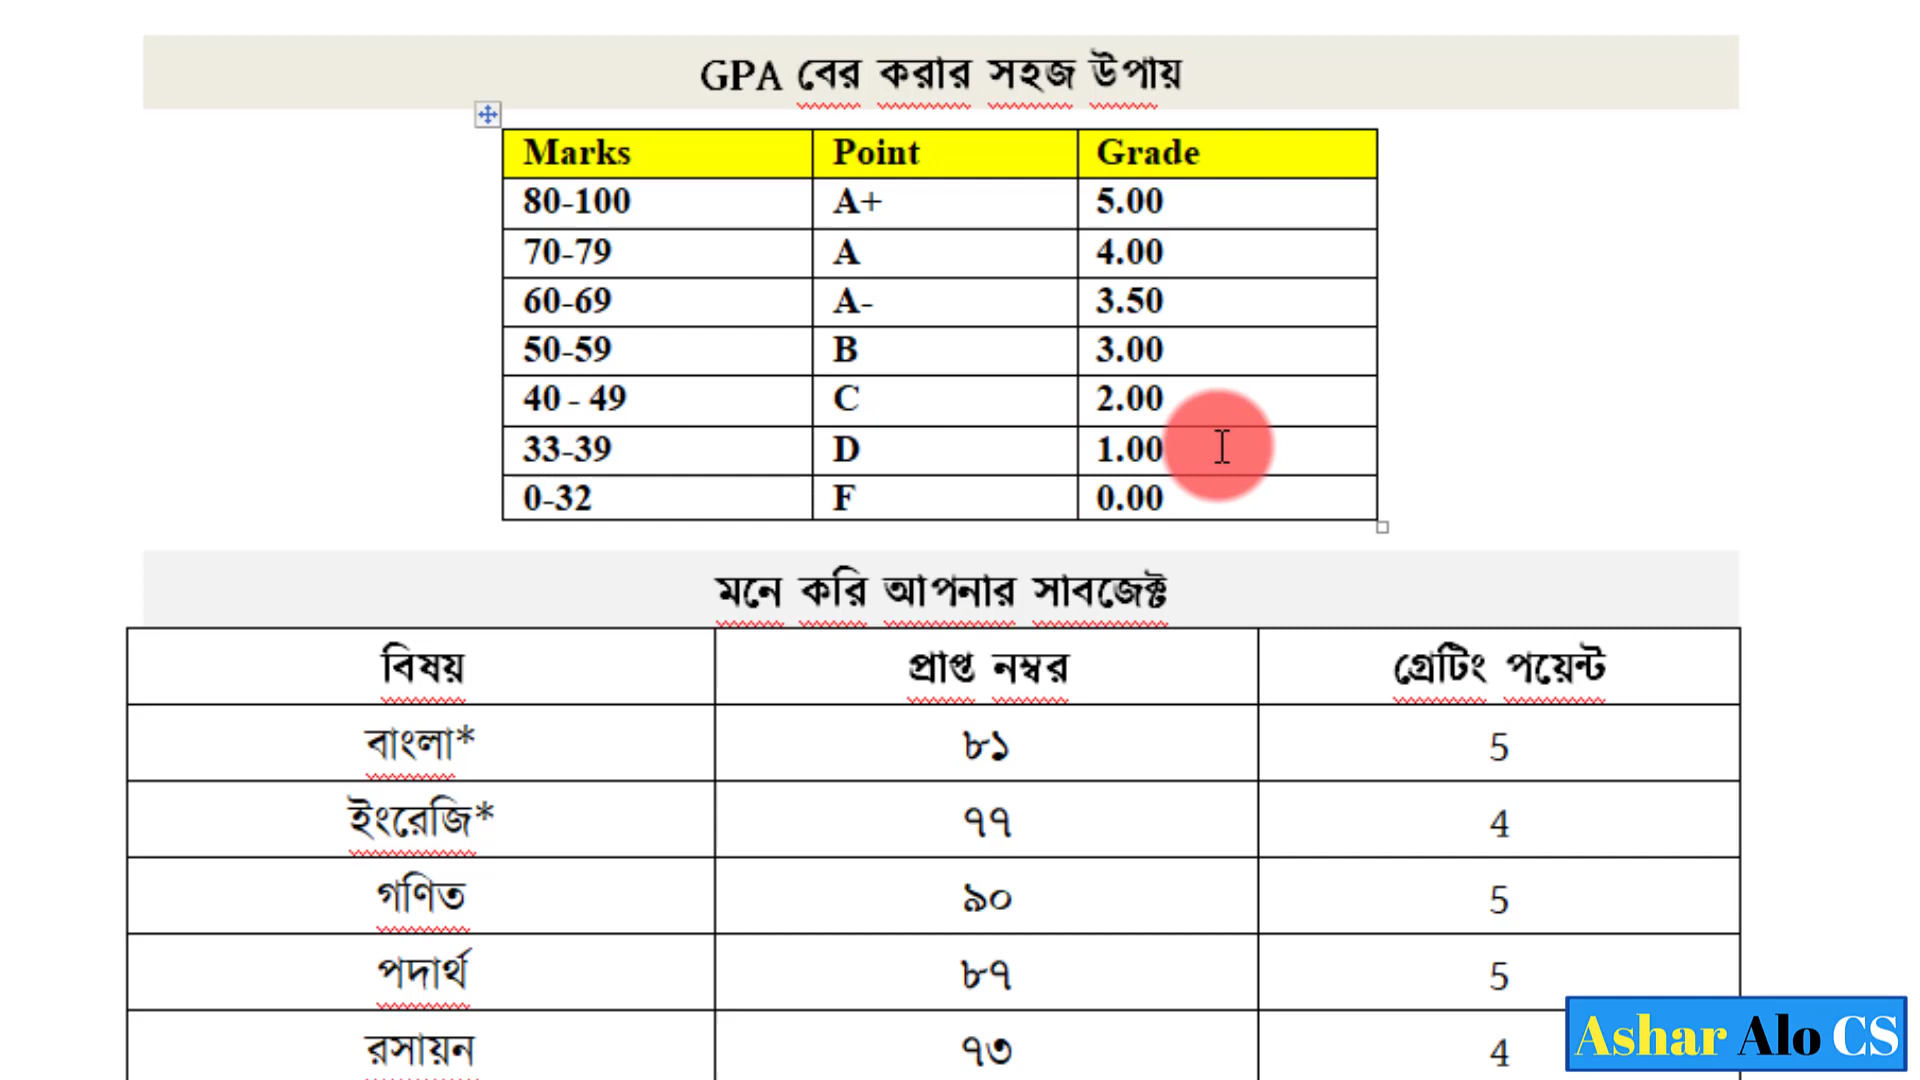 GPA বের করার সহজ উপায়
Marks Point Grade
80-100 A+ 5.00
70-79 A 4.00
60-69 A- 3.50
50-59 B 3.00
40 - 49 C 2.00
33-39 D 1.00
0-32 F 0.00
মনে করি আপনার সাবজেক্ট
বিষয় প্রাপ্ত নম্বর গ্রেটিং পয়েন্ট
বাংলা* ৮১ 5
ইংরেজি* ৭৭ 4
গণিত ৯০ 5
পদার্থ ৮৭ 5
রসায়ন ৭৩ 4
Ashar Alo CS